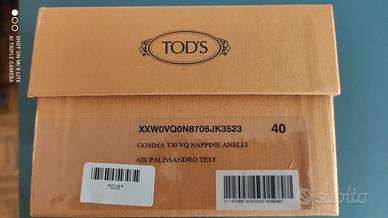 SHOT ON MI 9 LITE
AI TRIPLE CAMERA
TOD'S
XXW0VQ0N8706JK3523
40
GOMMA T30 VQ NAPPINE ANELLI
6JK PALISSANDRO TEST
*028*
subito